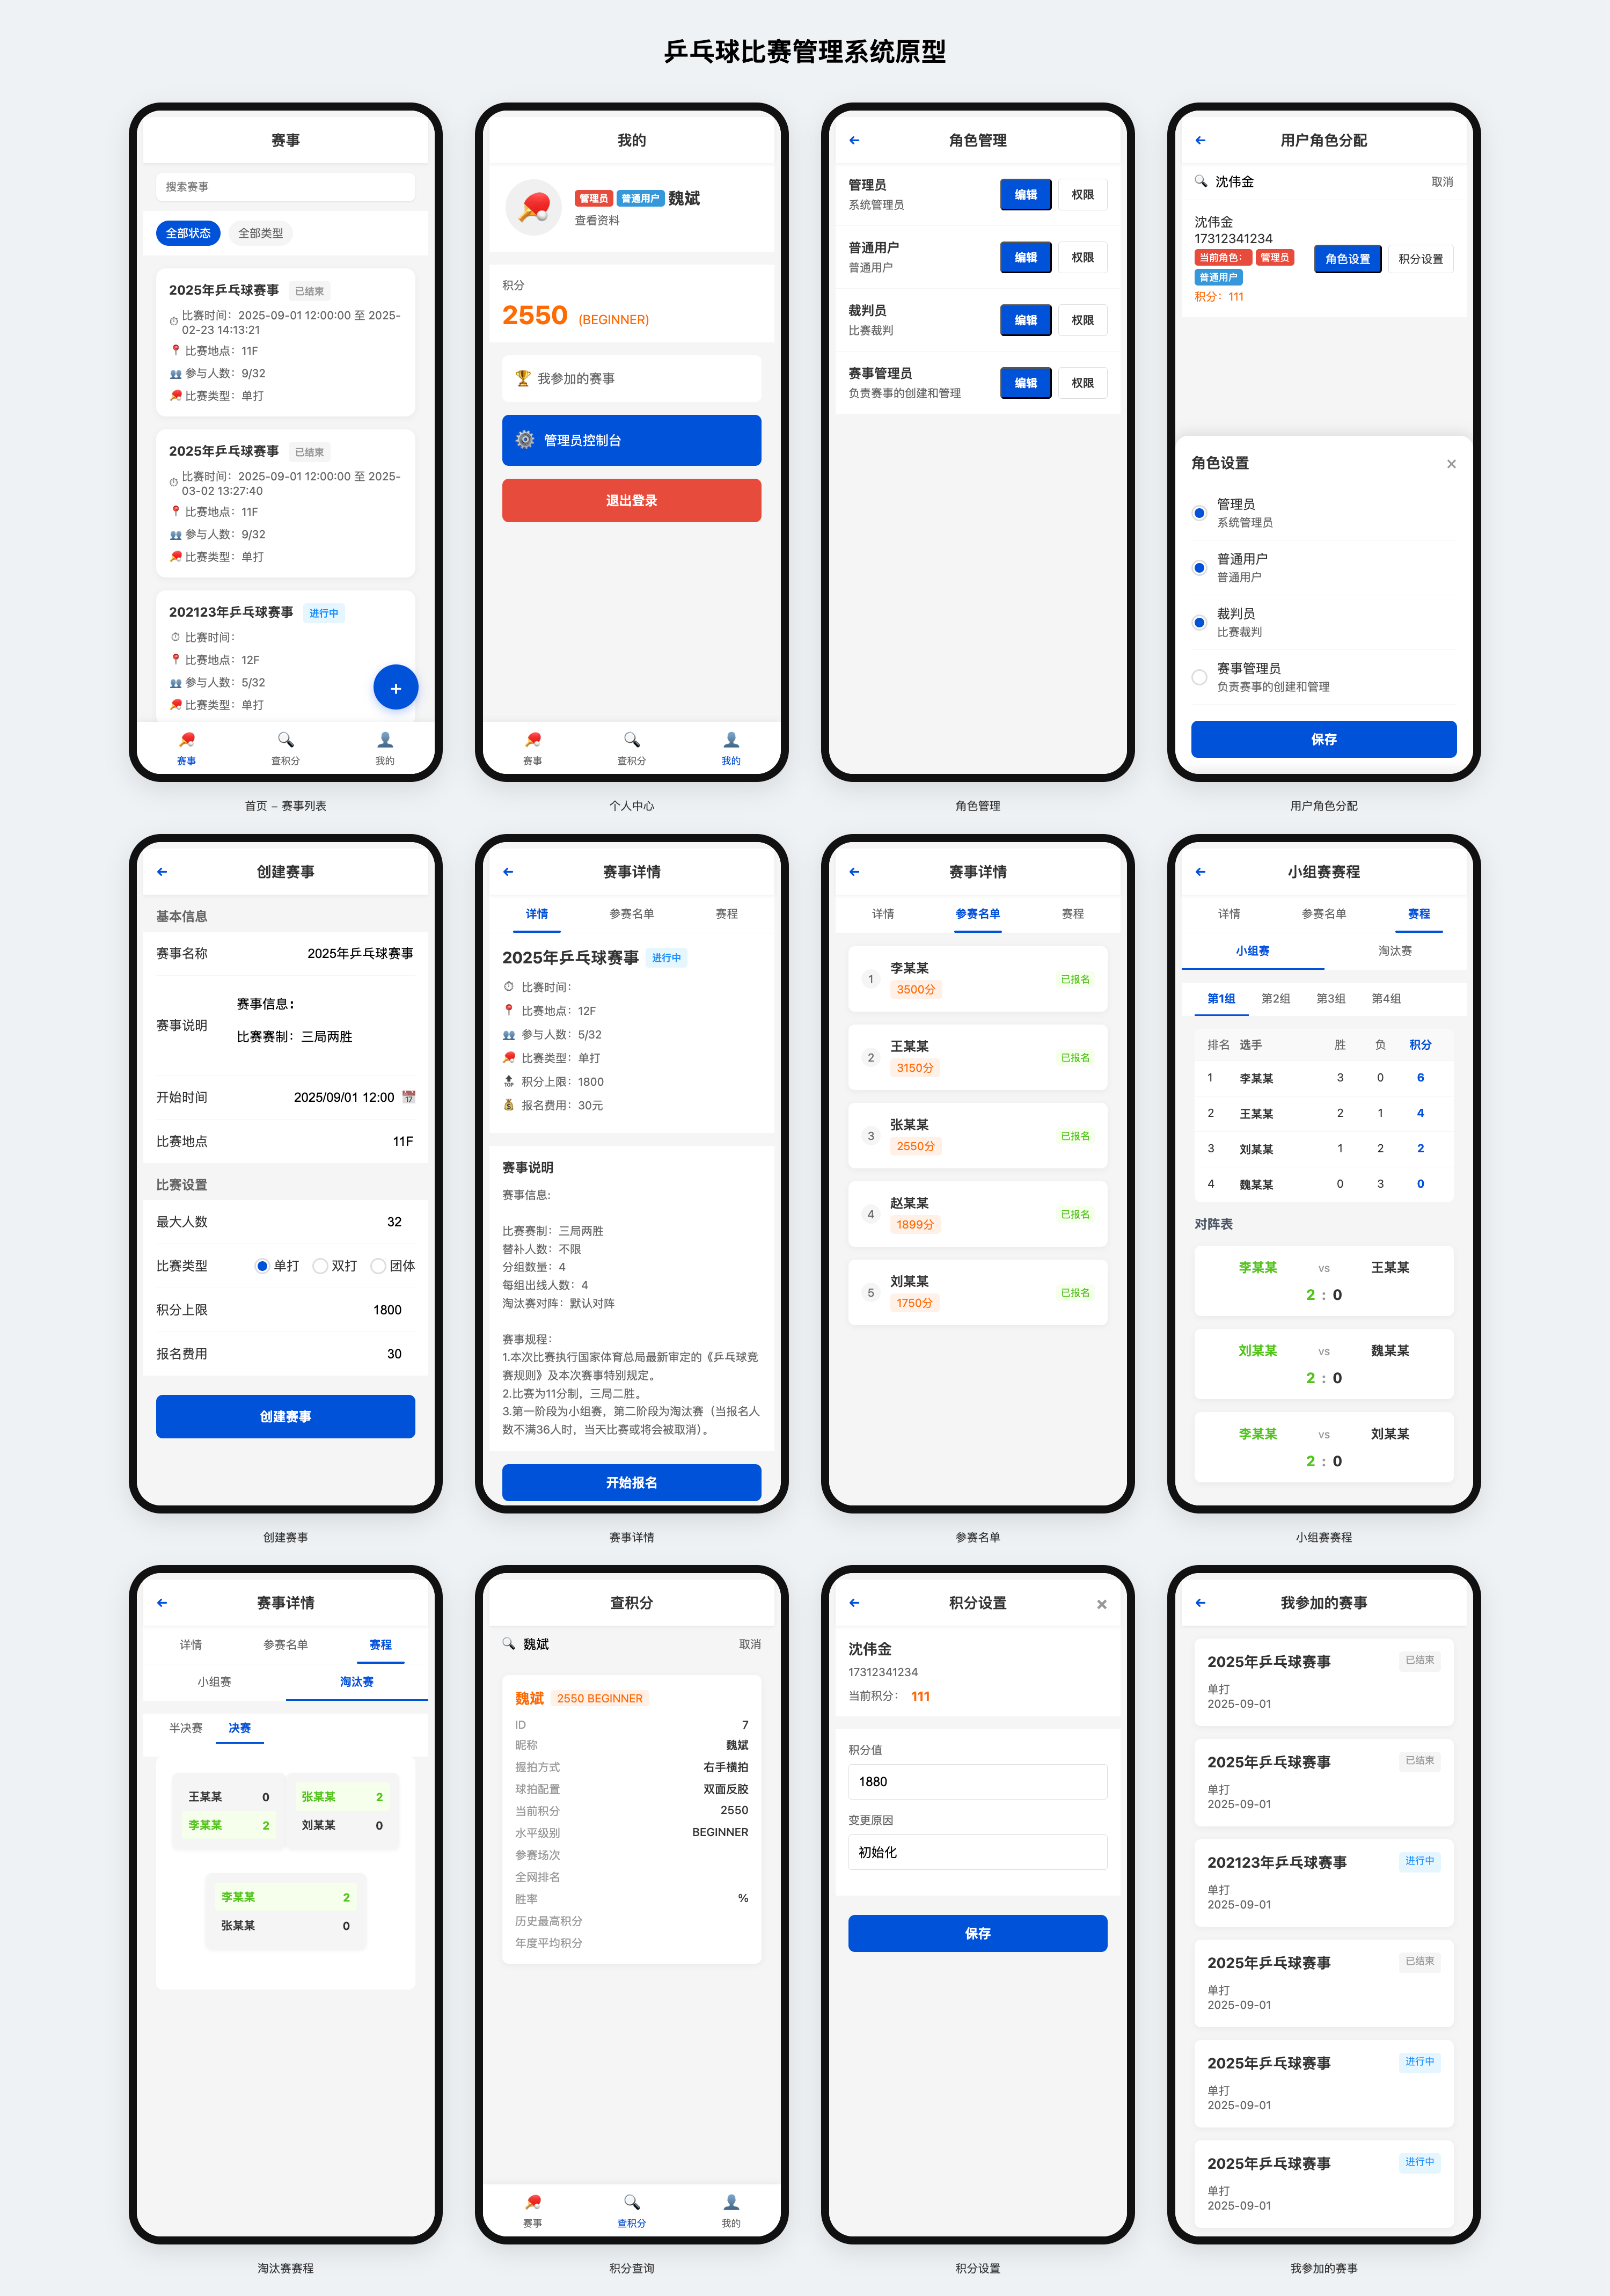 乒乓球比赛管理系统原型
赛事
搜索赛事
全部状态 全部类型
2025年乒乓球赛事 已结束
比赛时间：2025-09-01 12:00:00 至 2025-
02-23 14:13:21
比赛地点：11F
参与人数：9/32
比赛类型：单打
2025年乒乓球赛事 已结束
比赛时间：2025-09-01 12:00:00 至 2025-
03-02 13:27:40
比赛地点：11F
参与人数：9/32
比赛类型：单打
202123年乒乓球赛事 进行中
比赛时间：
比赛地点：12F
参与人数：5/32
比赛类型：单打
+
赛事 查积分 我的
首页 – 赛事列表
我的
管理员 普通用户 魏斌
查看资料
积分
2550 (BEGINNER)
我参加的赛事
管理员控制台
退出登录
赛事 查积分 我的
个人中心
← 角色管理
管理员
系统管理员
编辑 权限
普通用户
普通用户
编辑 权限
裁判员
比赛裁判
编辑 权限
赛事管理员
负责赛事的创建和管理
编辑 权限
角色管理
← 用户角色分配
沈伟金 取消
沈伟金
17312341234
当前角色： 管理员
普通用户
积分：111
角色设置 积分设置
角色设置 ×
管理员
系统管理员
普通用户
普通用户
裁判员
比赛裁判
赛事管理员
负责赛事的创建和管理
保存
用户角色分配
← 创建赛事
基本信息
赛事名称 2025年乒乓球赛事
赛事说明
赛事信息：
比赛赛制：三局两胜
开始时间 2025/09/01 12:00
比赛地点 11F
比赛设置
最大人数 32
比赛类型 单打 双打 团体
积分上限 1800
报名费用 30
创建赛事
创建赛事
← 赛事详情
详情 参赛名单 赛程
2025年乒乓球赛事 进行中
比赛时间：
比赛地点：12F
参与人数：5/32
比赛类型：单打
TOP 积分上限：1800
报名费用：30元
赛事说明
赛事信息:
比赛赛制：三局两胜
替补人数：不限
分组数量：4
每组出线人数：4
淘汰赛对阵：默认对阵
赛事规程：
1.本次比赛执行国家体育总局最新审定的《乒乓球竞
赛规则》及本次赛事特别规定。
2.比赛为11分制，三局二胜。
3.第一阶段为小组赛，第二阶段为淘汰赛（当报名人
数不满36人时，当天比赛或将会被取消）。
开始报名
赛事详情
← 赛事详情
详情 参赛名单 赛程
1 李某某 已报名
3500分
2 王某某 已报名
3150分
3 张某某 已报名
2550分
4 赵某某 已报名
1899分
5 刘某某 已报名
1750分
参赛名单
← 小组赛赛程
详情 参赛名单 赛程
小组赛 淘汰赛
第1组 第2组 第3组 第4组
排名 选手 胜 负 积分
1 李某某 3 0 6
2 王某某 2 1 4
3 刘某某 1 2 2
4 魏某某 0 3 0
对阵表
李某某 vs 王某某
2 : 0
刘某某 vs 魏某某
2 : 0
李某某 vs 刘某某
2 : 0
小组赛赛程
← 赛事详情
详情 参赛名单 赛程
小组赛 淘汰赛
半决赛 决赛
王某某 0
李某某 2
张某某 2
刘某某 0
李某某 2
张某某 0
淘汰赛赛程
查积分
魏斌 取消
魏斌 2550 BEGINNER
ID 7
昵称 魏斌
握拍方式 右手横拍
球拍配置 双面反胶
当前积分 2550
水平级别 BEGINNER
参赛场次
全网排名
胜率 %
历史最高积分
年度平均积分
赛事 查积分 我的
积分查询
← 积分设置 ×
沈伟金
17312341234
当前积分： 111
积分值
1880
变更原因
初始化
保存
积分设置
← 我参加的赛事
2025年乒乓球赛事 已结束
单打
2025-09-01
2025年乒乓球赛事 已结束
单打
2025-09-01
202123年乒乓球赛事 进行中
单打
2025-09-01
2025年乒乓球赛事 已结束
单打
2025-09-01
2025年乒乓球赛事 进行中
单打
2025-09-01
2025年乒乓球赛事 进行中
单打
2025-09-01
我参加的赛事